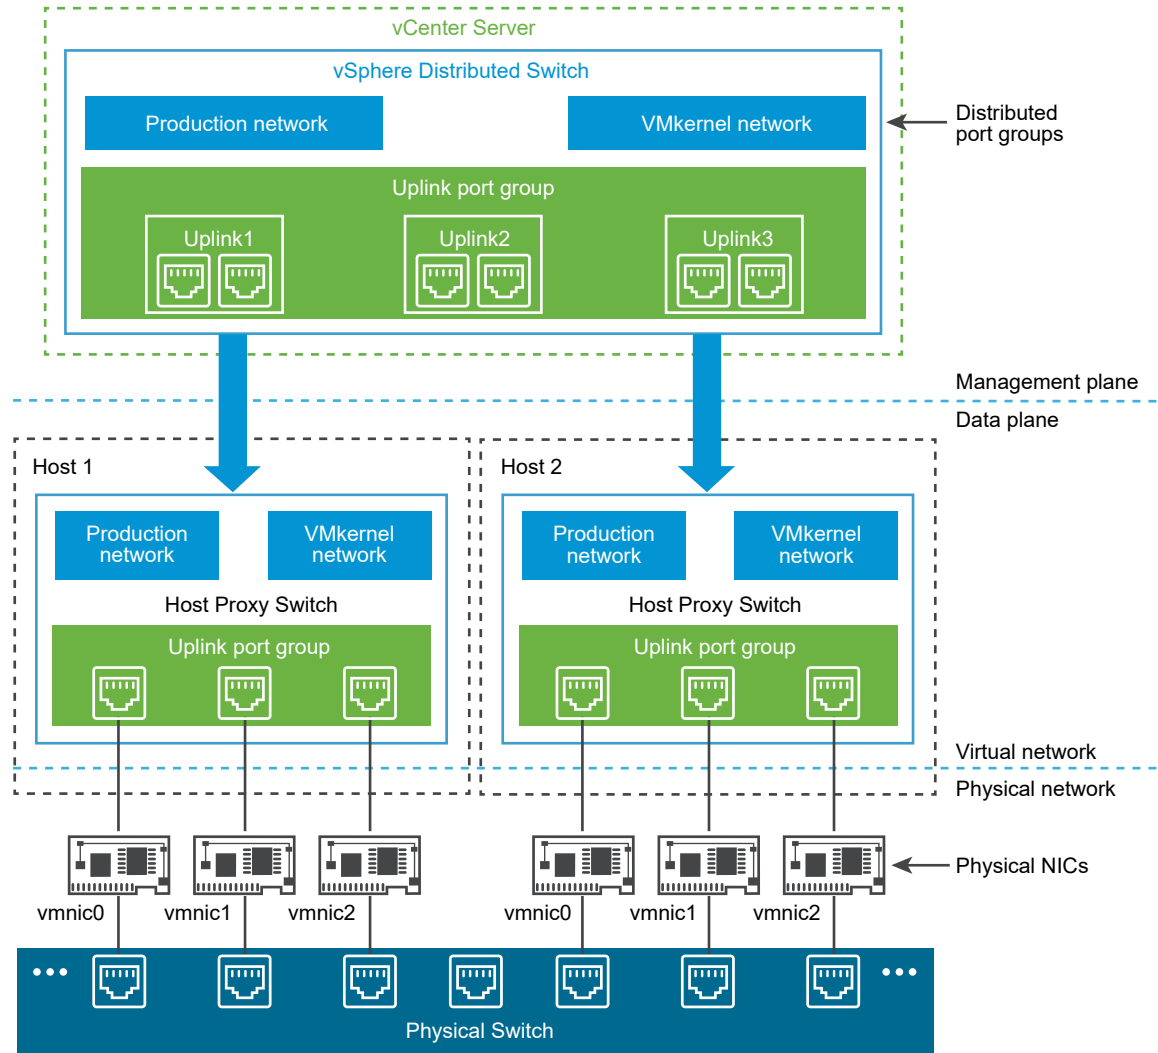 vCenter Server
vSphere Distributed Switch
Production network
VMkernel network
Distributed
port groups
Uplink port group
Uplink1
Uplink2
Uplink3
Management plane
Data plane
Host 1
Host 2
Production
network
VMkernel
network
Production
network
VMkernel
network
Host Proxy Switch
Host Proxy Switch
Uplink port group
Uplink port group
Virtual network
Physical network
Physical NICs
vmnic0
vmnic1
vmnic2
vmnic0
vmnic1
vmnic2
Physical Switch